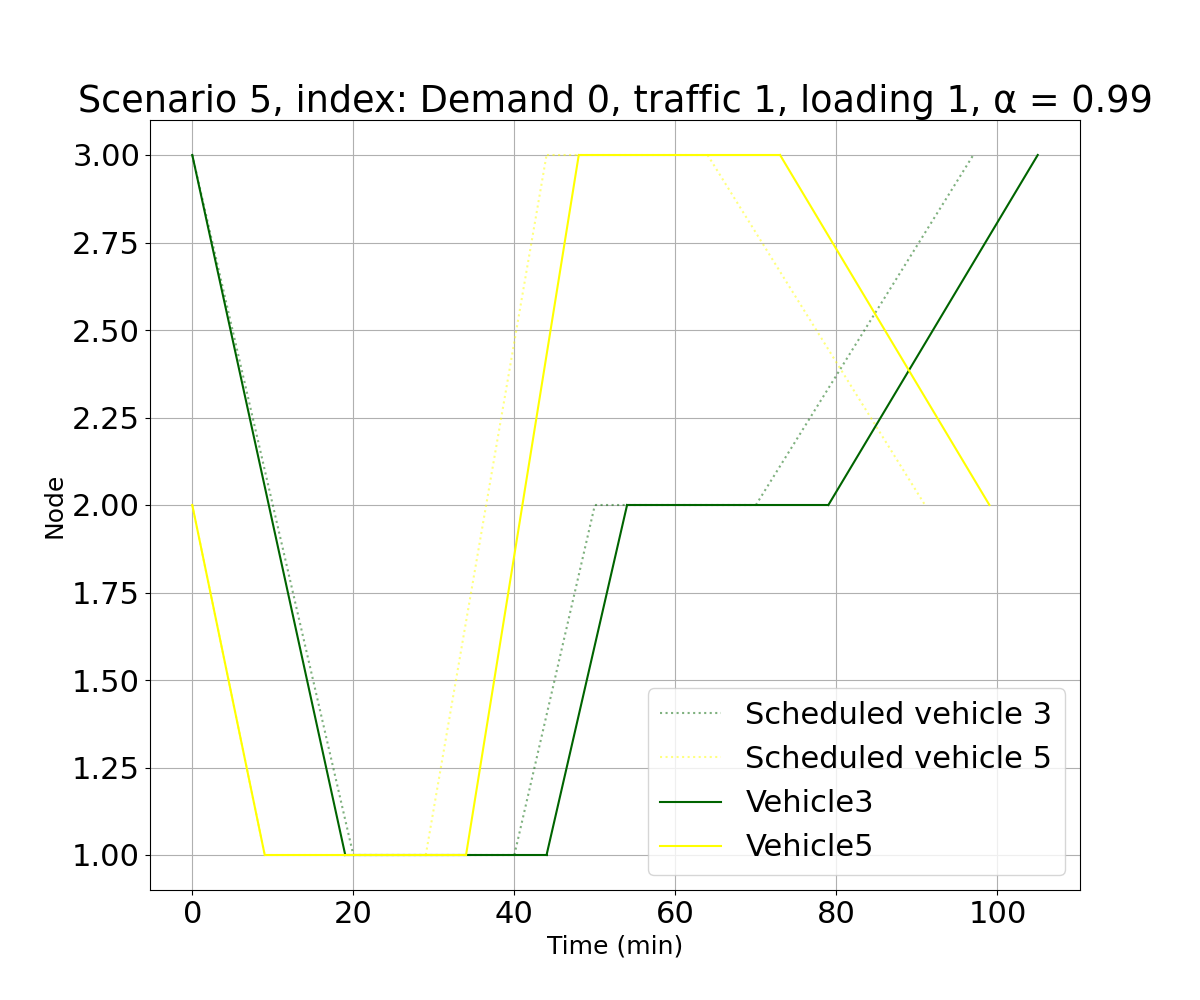 Scenario 5, index: Demand 0, traffic 1, loading 1, α = 0.99
3.00
2.75
2.50
2.25
2.00
1.75
1.50
1.25
1.00
Node
Scheduled vehicle 3
Scheduled vehicle 5
Vehicle3
Vehicle5
0 20 40 60 80 100
Time (min)